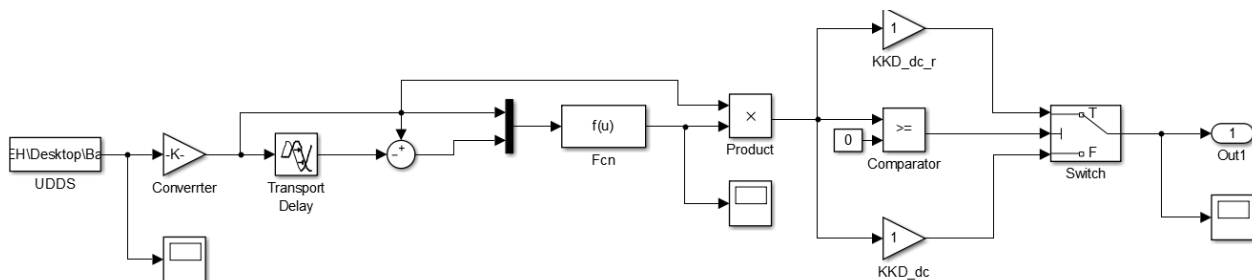 1
KKD_dc_r
EH\Desktop\Ba
UDDS
-K-
Converrter
Transport
Delay
f(u)
Fcn
×
Product
0
>=
Comparator
T
F
Switch
1
Out1
1
KKD_dc